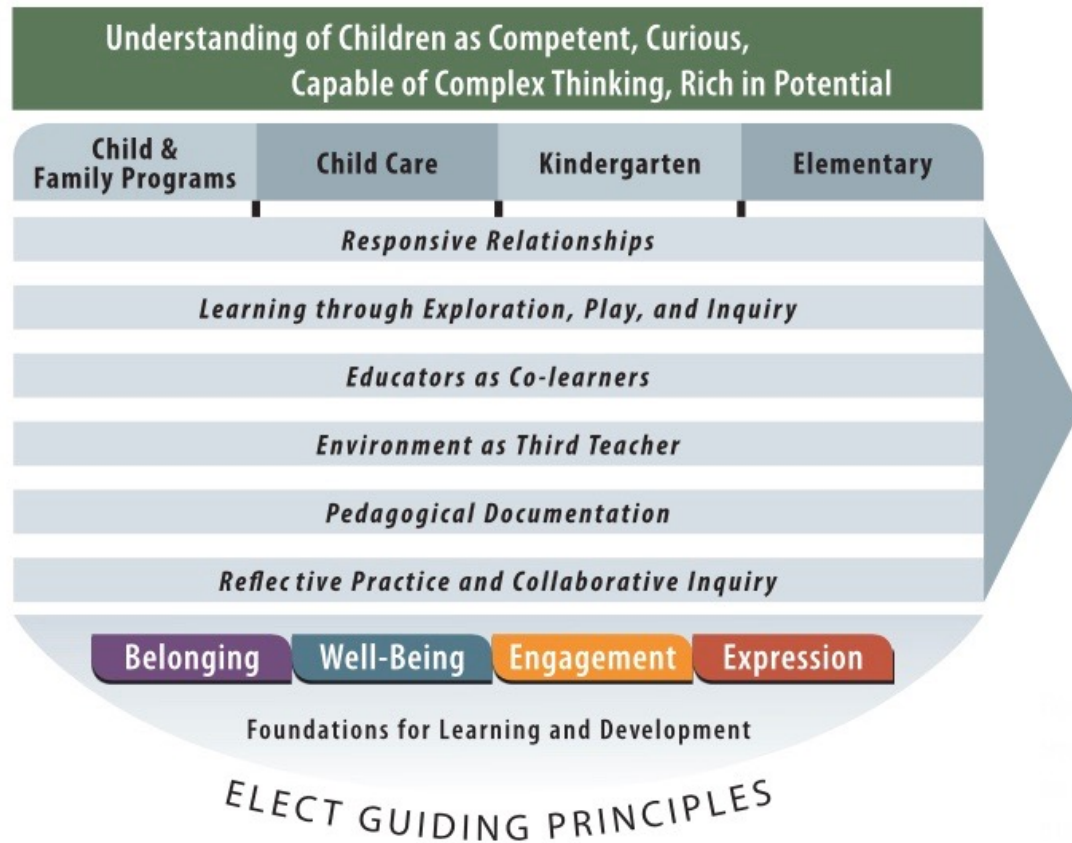 Understanding of Children as Competent, Curious,
Capable of Complex Thinking, Rich in Potential
Child &
Family Programs
Child Care
Kindergarten
Elementary
Responsive Relationships
Learning through Exploration, Play, and Inquiry
Educators as Co-learners
Environment as Third Teacher
Pedagogical Documentation
Reflective Practice and Collaborative Inquiry
Belonging
Well-Being
Engagement
Expression
Foundations for Learning and Development
ELECT GUIDING PRINCIPLES